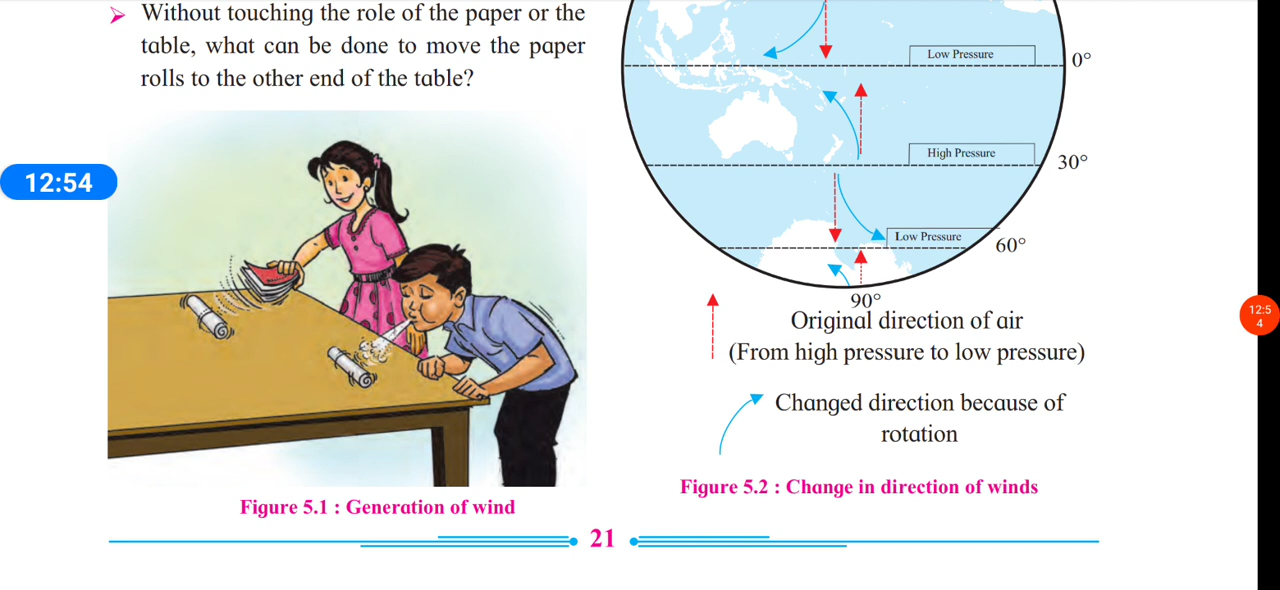 ➢ Without touching the role of the paper or the
table, what can be done to move the paper
rolls to the other end of the table?
12:54
Figure 5.1 : Generation of wind
Low Pressure
0°
High Pressure
30°
Low Pressure
60°
90°
Original direction of air
(From high pressure to low pressure)
Changed direction because of
rotation
Figure 5.2 : Change in direction of winds
21
12:5
4